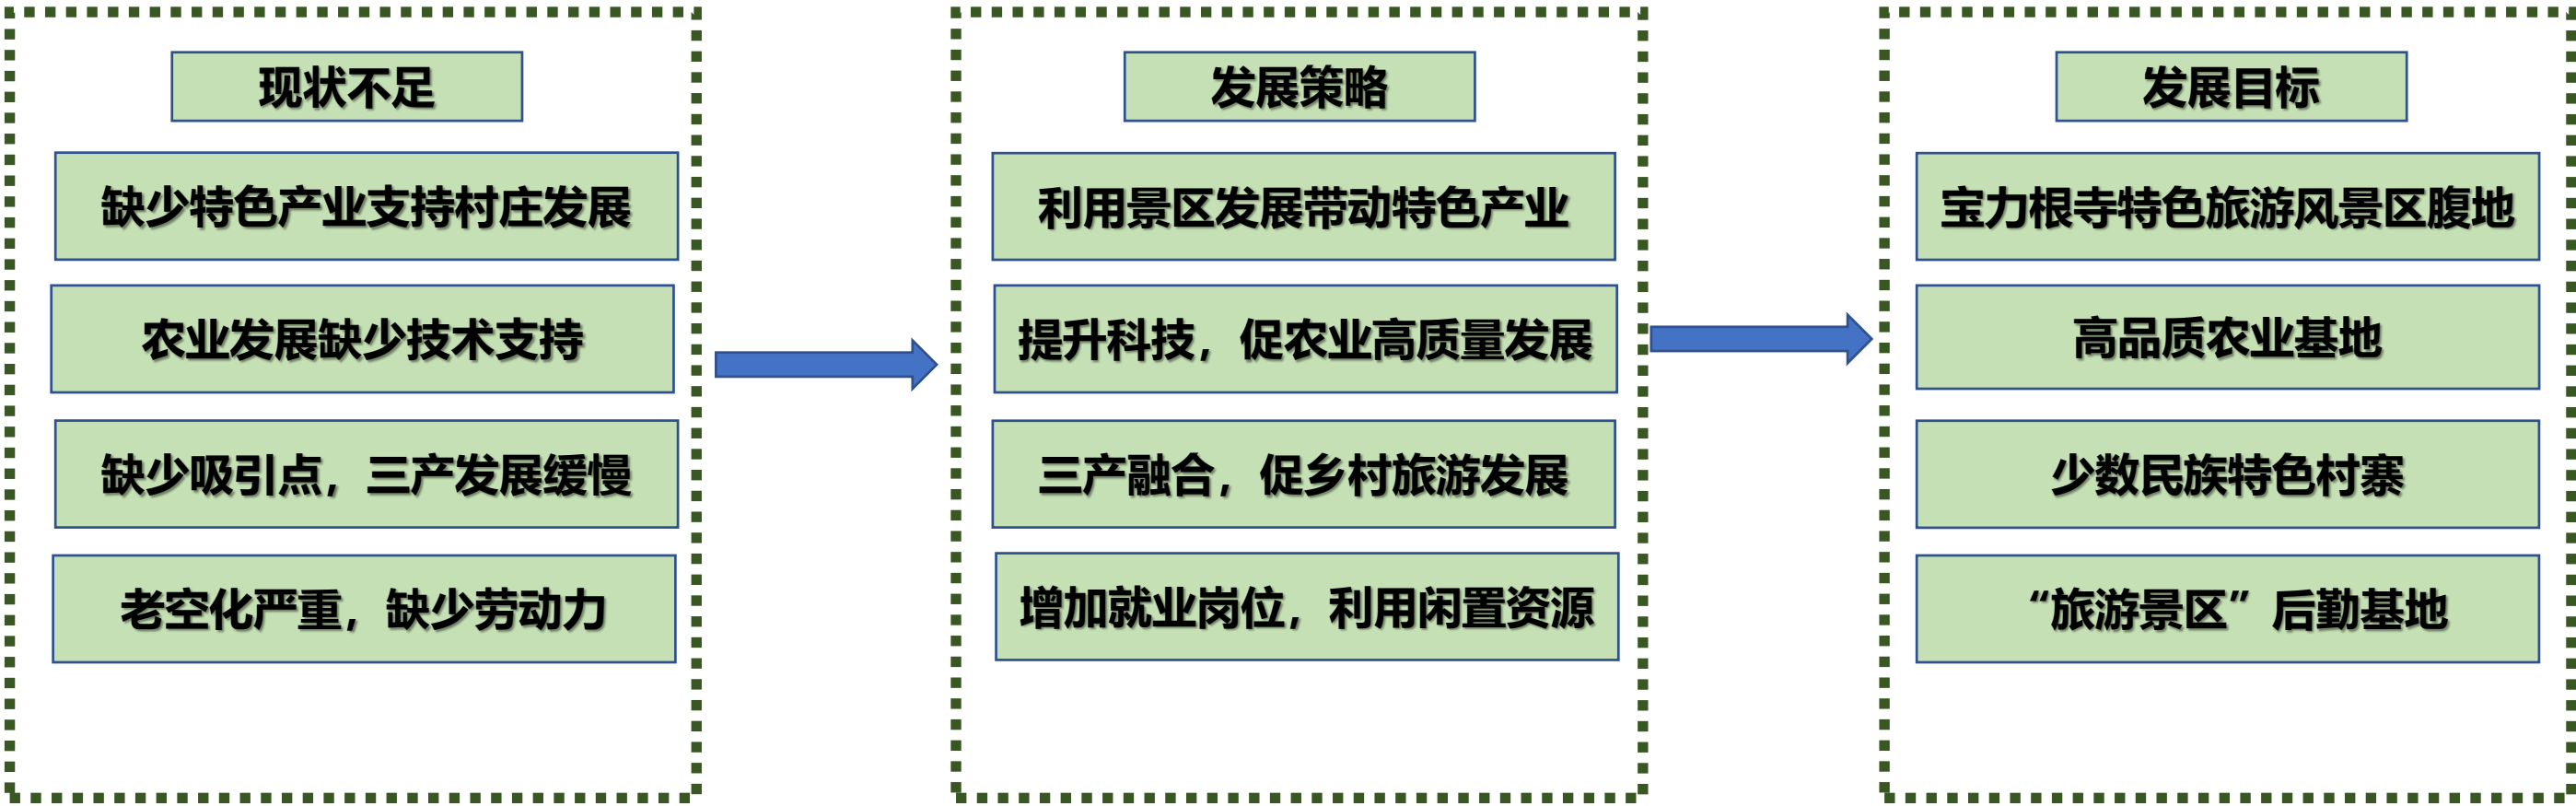 现状不足
缺少特色产业支持村庄发展
农业发展缺少技术支持
缺少吸引点，三产发展缓慢
老空化严重，缺少劳动力
发展策略
利用景区发展带动特色产业
提升科技，促农业高质量发展
三产融合，促乡村旅游发展
增加就业岗位，利用闲置资源
发展目标
宝力根寺特色旅游风景区腹地
高品质农业基地
少数民族特色村寨
“旅游景区”后勤基地